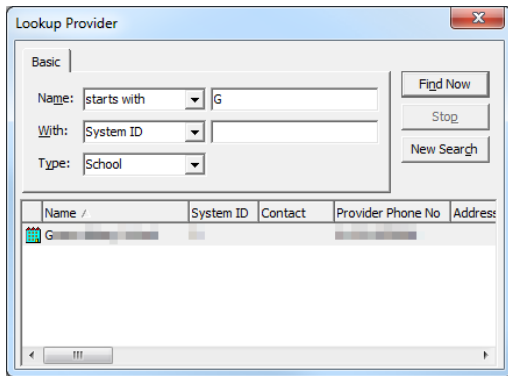 Lookup Provider
Basic
Name: starts with G
Find Now
Stop
With: System ID
New Search
Type: School
Name System ID Contact Provider Phone No Address
G